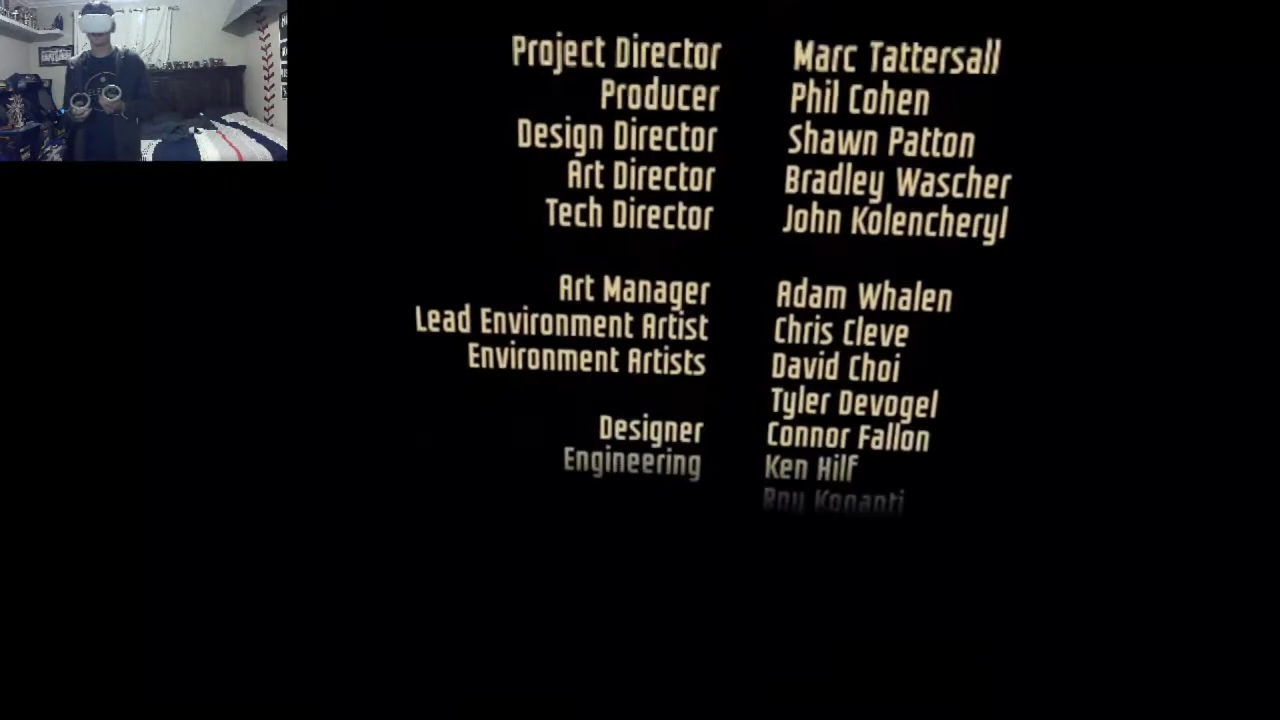 Project Director Marc Tattersall
Producer Phil Cohen
Design Director Shawn Patton
Art Director Bradley Wascher
Tech Director John Kolencheryl
Art Manager Adam Whalen
Lead Environment Artist Chris Cleve
Environment Artists David Choi
Tyler Devogel
Designer Connor Fallon
Engineering Ken Hilf